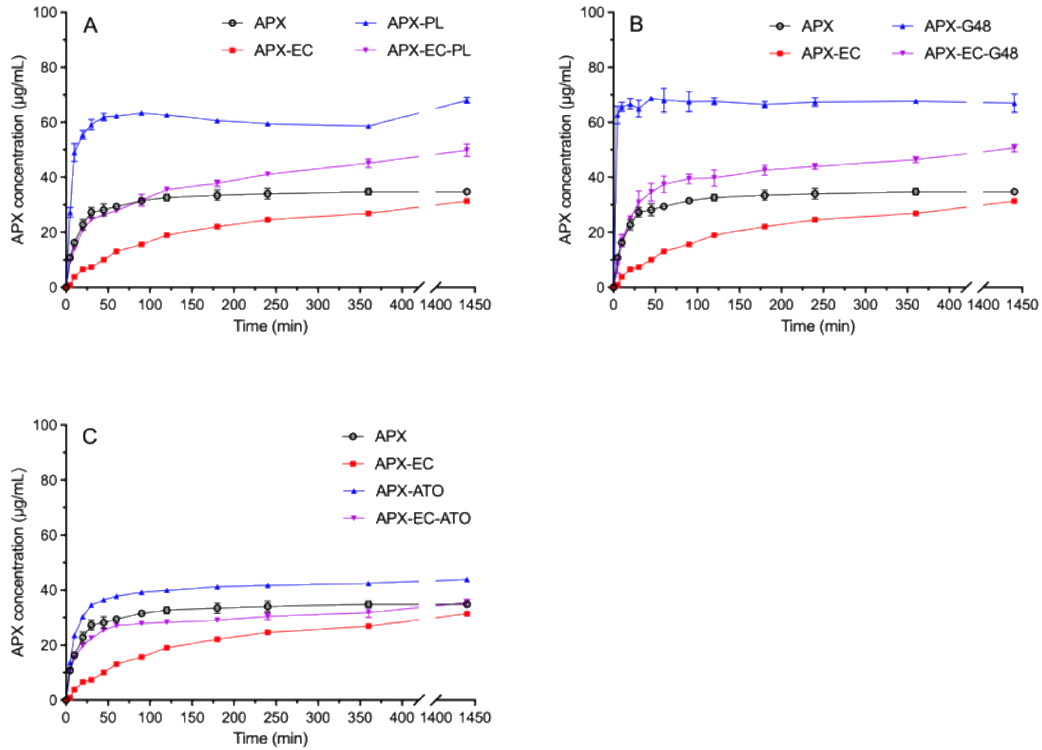 A
APX
APX-PL
APX-EC
APX-EC-PL
APX concentration (μg/mL)
100
80
60
40
20
0
0 50 100 150 200 250 300 350 400 1400 1450
Time (min)
B
APX
APX-G48
APX-EC
APX-EC-G48
APX concentration (μg/mL)
100
80
60
40
20
0
0 50 100 150 200 250 300 350 400 1400 1450
Time (min)
C
APX
APX-EC
APX-ATO
APX-EC-ATO
APX concentration (μg/mL)
100
80
60
40
20
0
0 50 100 150 200 250 300 350 400 1400 1450
Time (min)